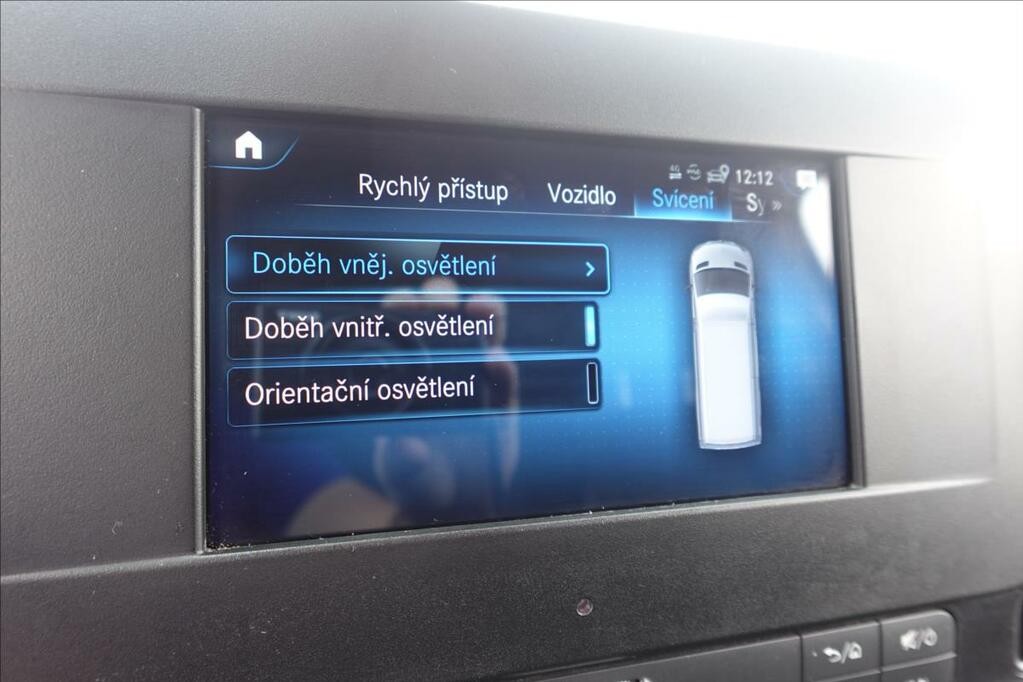 12:12
Rychlý přístup Vozidlo Svícení Sy »
Doběh vněj. osvětlení >
Doběh vnitř. osvětlení
Orientační osvětlení